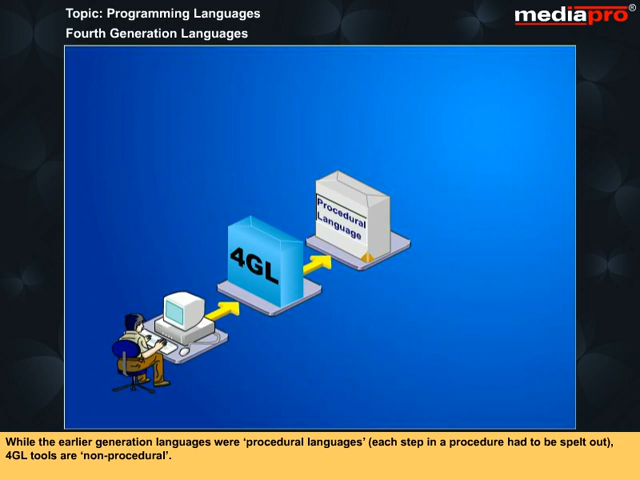 Topic: Programming Languages
Fourth Generation Languages
mediapro®
Procedural
Language
4GL
While the earlier generation languages were ‘procedural languages’ (each step in a procedure had to be spelt out),
4GL tools are ‘non-procedural’.